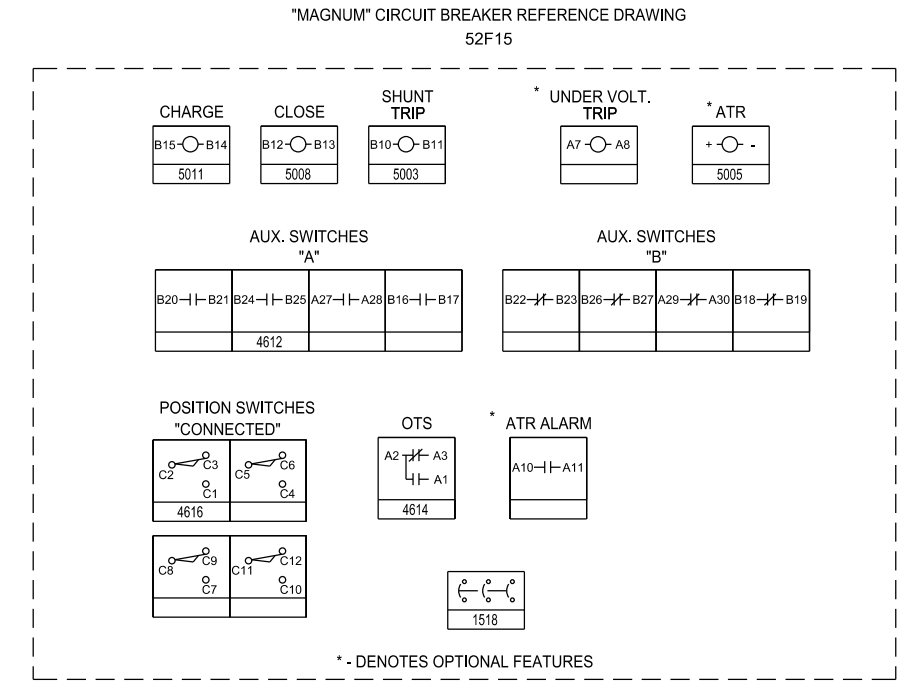 "MAGNUM" CIRCUIT BREAKER REFERENCE DRAWING
52F15
CHARGE
B15 B14
5011
CLOSE
B12 B13
5008
SHUNT
TRIP
B10 B11
5003
* UNDER VOLT.
TRIP
A7 A8
* ATR
+ -
5005
AUX. SWITCHES
"A"
B20 B21 B24 B25 A27 A28 B16 B17
4612
AUX. SWITCHES
"B"
B22 B23 B26 B27 A29 A30 B18 B19
POSITION SWITCHES
"CONNECTED"
C2 C3 C5 C6
C1 C4
4616
C8 C9 C11 C12
C7 C10
OTS
A2 A3
A1
4614
* ATR ALARM
A10 A11
1518
* - DENOTES OPTIONAL FEATURES